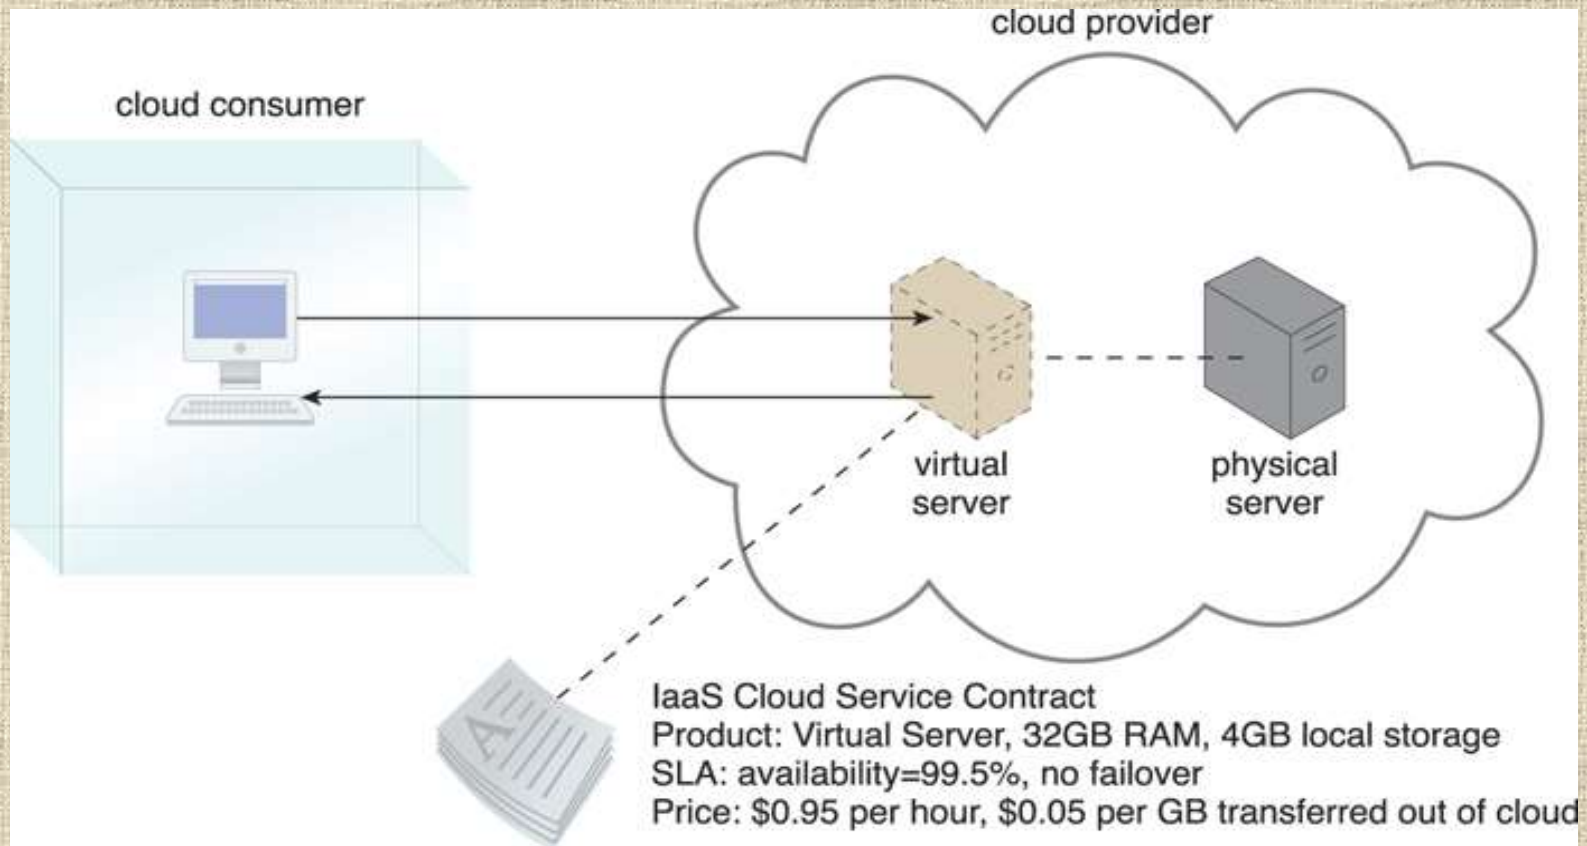 cloud provider
cloud consumer
virtual
server
physical
server
A
IaaS Cloud Service Contract
Product: Virtual Server, 32GB RAM, 4GB local storage
SLA: availability=99.5%, no failover
Price: $0.95 per hour, $0.05 per GB transferred out of cloud